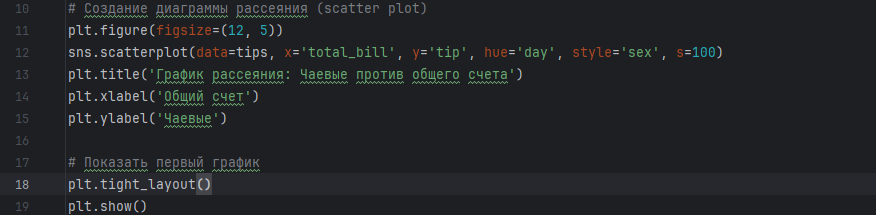 10 # Создание диаграммы рассеяния (scatter plot)
11 plt.figure(figsize=(12, 5))
12 sns.scatterplot(data=tips, x='total_bill', y='tip', hue='day', style='sex', s=100)
13 plt.title('График рассеяния: Чаевые против общего счета')
14 plt.xlabel('Общий счет')
15 plt.ylabel('Чаевые')
16
17 # Показать первый график
18 plt.tight_layout()
19 plt.show()